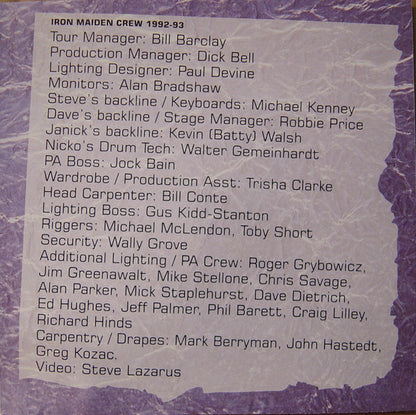 IRON MAIDEN CREW 1992-93
Tour Manager: Bill Barclay
Production Manager: Dick Bell
Lighting Designer: Paul Devine
Monitors: Alan Bradshaw
Steve's backline / Keyboards: Michael Kenney
Dave's backline / Stage Manager: Robbie Price
Janick's backline: Kevin (Batty) Walsh
Nicko's Drum Tech: Walter Gemeinhardt
PA Boss: Jock Bain
Wardrobe / Production Asst: Trisha Clarke
Head Carpenter: Bill Conte
Lighting Boss: Gus Kidd-Stanton
Riggers: Michael McLendon, Toby Short
Security: Wally Grove
Additional Lighting / PA Crew: Roger Grybowicz,
Jim Greenawalt, Mike Stellone, Chris Savage,
Alan Parker, Mick Staplehurst, Dave Dietrich,
Ed Hughes, Jeff Palmer, Phil Barett, Craig Lilley,
Richard Hinds
Carpentry / Drapes: Mark Berryman, John Hastedt,
Greg Kozac.
Video: Steve Lazarus